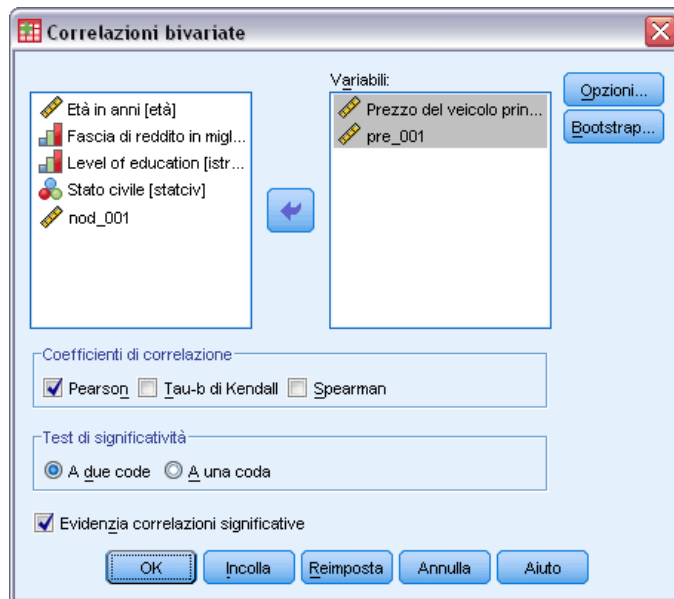 Correlazioni bivariate
Variabili:
Età in anni [età]
Fascia di reddito in migl...
Level of education [istr...
Stato civile [statciv]
nod_001
Prezzo del veicolo prin...
pre_001
Opzioni...
Bootstrap...
Coefficienti di correlazione
Pearson Tau-b di Kendall Spearman
Test di significatività
A due code A una coda
Evidenzia correlazioni significative
OK Incolla Reimposta Annulla Aiuto